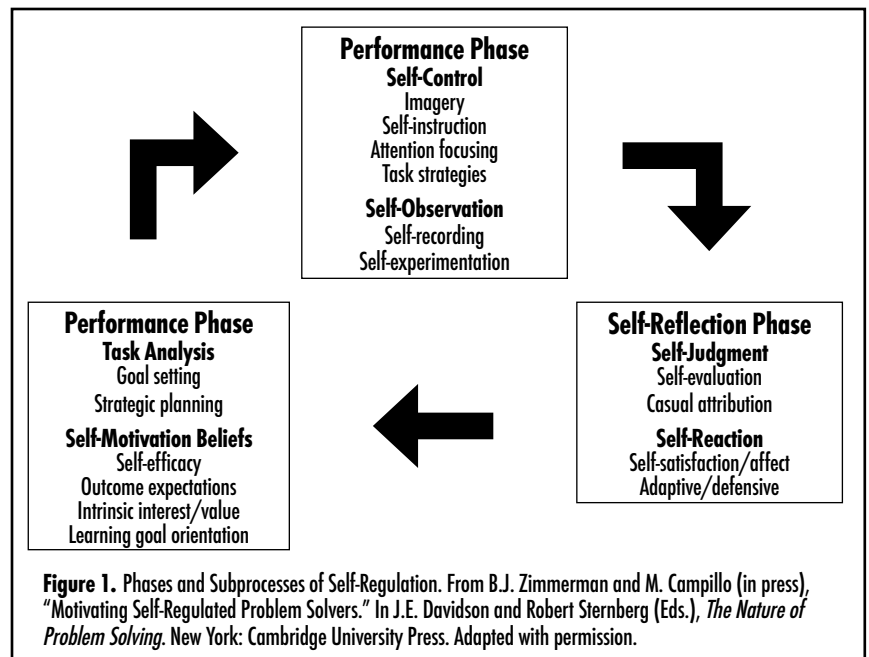 Performance Phase
Self-Control
Imagery
Self-instruction
Attention focusing
Task strategies
Self-Observation
Self-recording
Self-experimentation
Performance Phase
Task Analysis
Goal setting
Strategic planning
Self-Motivation Beliefs
Self-efficacy
Outcome expectations
Intrinsic interest/value
Learning goal orientation
Self-Reflection Phase
Self-Judgment
Self-evaluation
Casual attribution
Self-Reaction
Self-satisfaction/affect
Adaptive/defensive
Figure 1. Phases and Subprocesses of Self-Regulation. From B.J. Zimmerman and M. Campillo (in press),
"Motivating Self-Regulated Problem Solvers." In J.E. Davidson and Robert Sternberg (Eds.), The Nature of
Problem Solving. New York: Cambridge University Press. Adapted with permission.